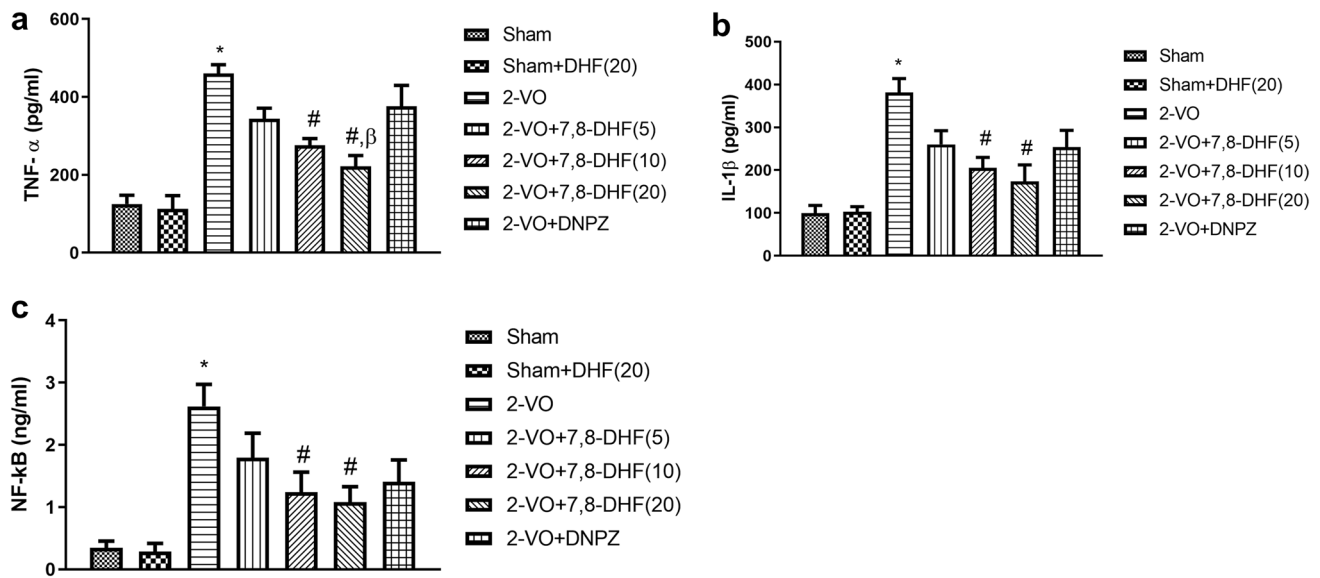 a
TNF- α (pg/ml)
600
400
200
0
*
#
#,β
Sham
Sham+DHF(20)
2-VO
2-VO+7,8-DHF(5)
2-VO+7,8-DHF(10)
2-VO+7,8-DHF(20)
2-VO+DNPZ
b
IL-1β (pg/ml)
500
400
300
200
100
0
*
#
#
Sham
Sham+DHF(20)
2-VO
2-VO+7,8-DHF(5)
2-VO+7,8-DHF(10)
2-VO+7,8-DHF(20)
2-VO+DNPZ
c
NF-kB (ng/ml)
4
3
2
1
0
*
#
#
Sham
Sham+DHF(20)
2-VO
2-VO+7,8-DHF(5)
2-VO+7,8-DHF(10)
2-VO+7,8-DHF(20)
2-VO+DNPZ